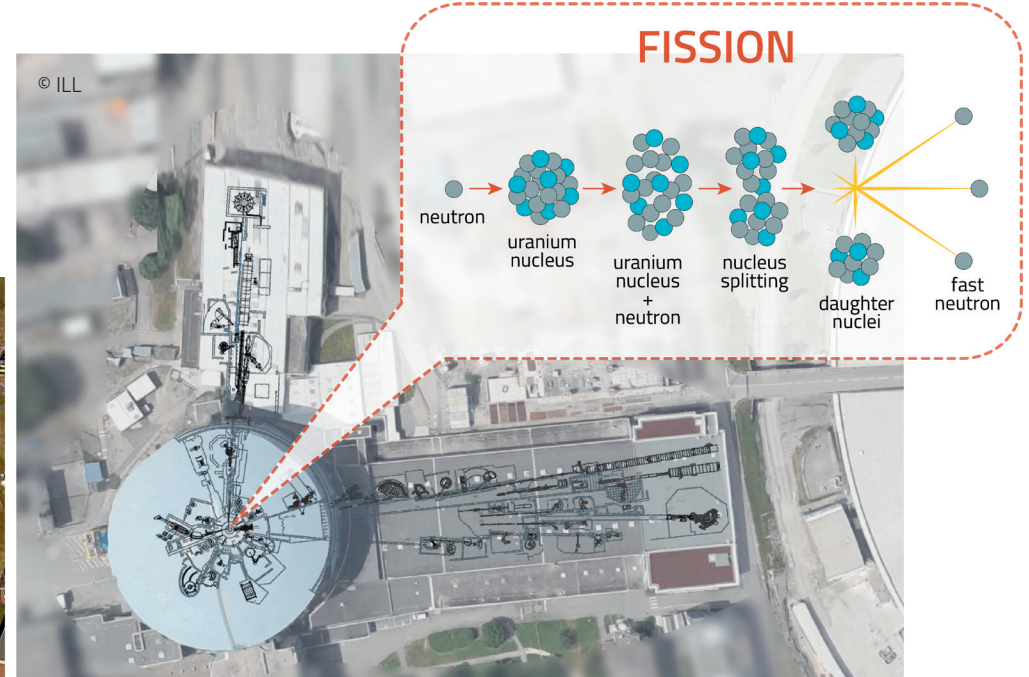 © ILL
FISSION
neutron
uranium
nucleus
uranium
nucleus
+
neutron
nucleus
splitting
daughter
nuclei
fast
neutron